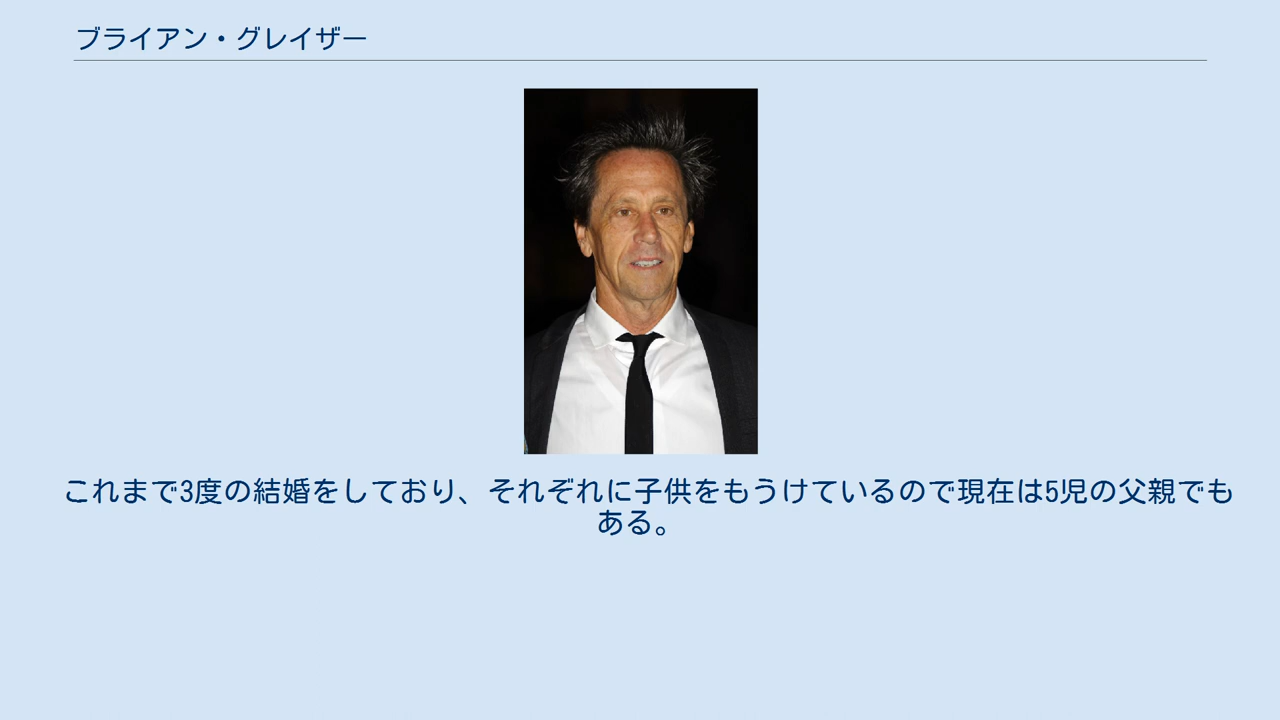 ブライアン・グレイザー
これまで3度の結婚をしており、それぞれに子供をもうけているので現在は5児の父親でも
ある。